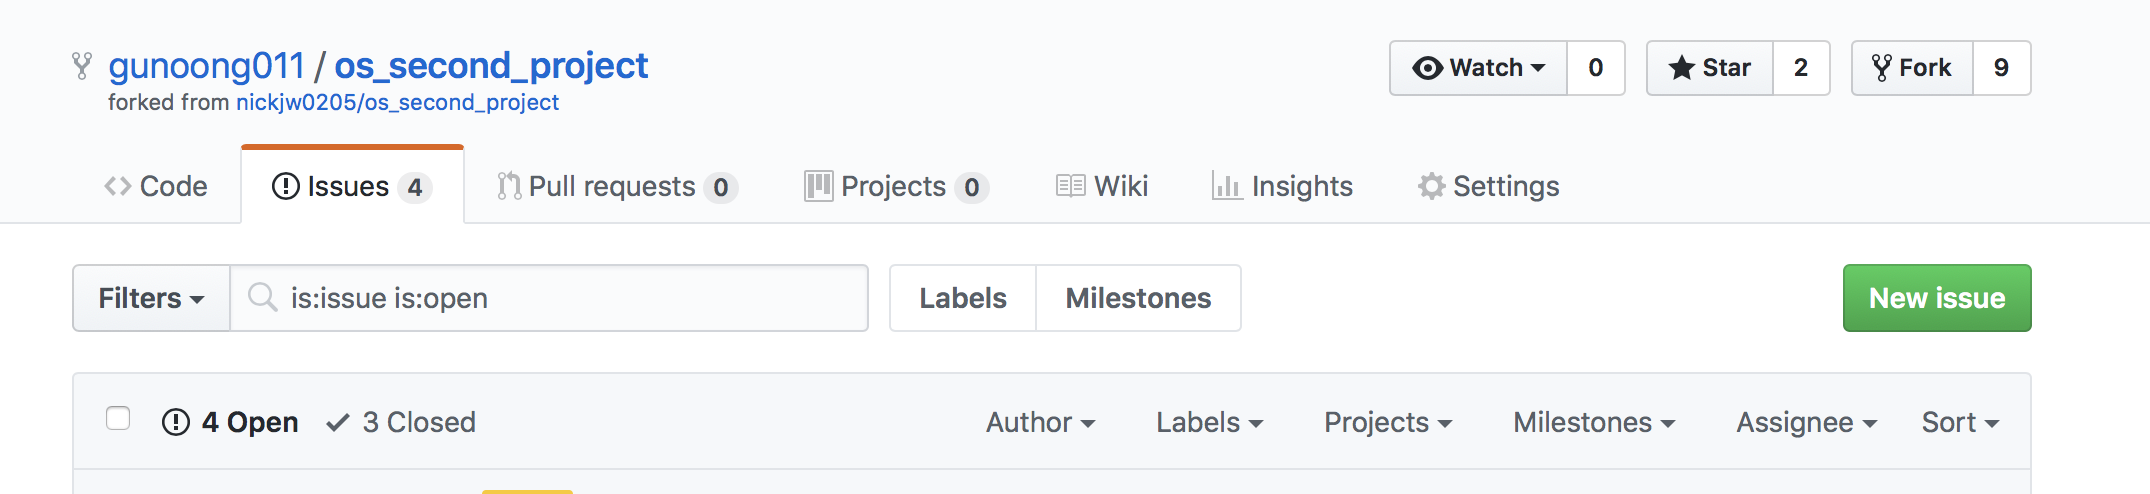 gunoong011 / os_second_project
Watch 0 Star 2 Fork 9
forked from nickjw0205/os_second_project
Code Issues 4 Pull requests 0 Projects 0 Wiki Insights Settings
Filters is:issue is:open Labels Milestones New issue
4 Open 3 Closed Author Labels Projects Milestones Assignee Sort